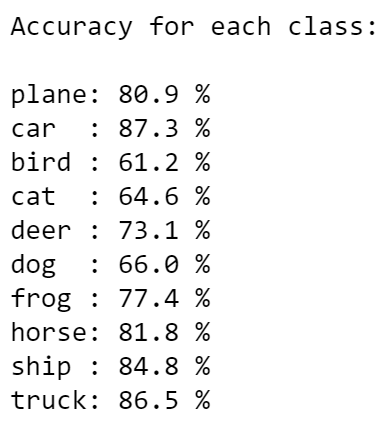 Accuracy for each class:

plane: 80.9 %
car  : 87.3 %
bird : 61.2 %
cat  : 64.6 %
deer : 73.1 %
dog  : 66.0 %
frog : 77.4 %
horse: 81.8 %
ship : 84.8 %
truck: 86.5 %